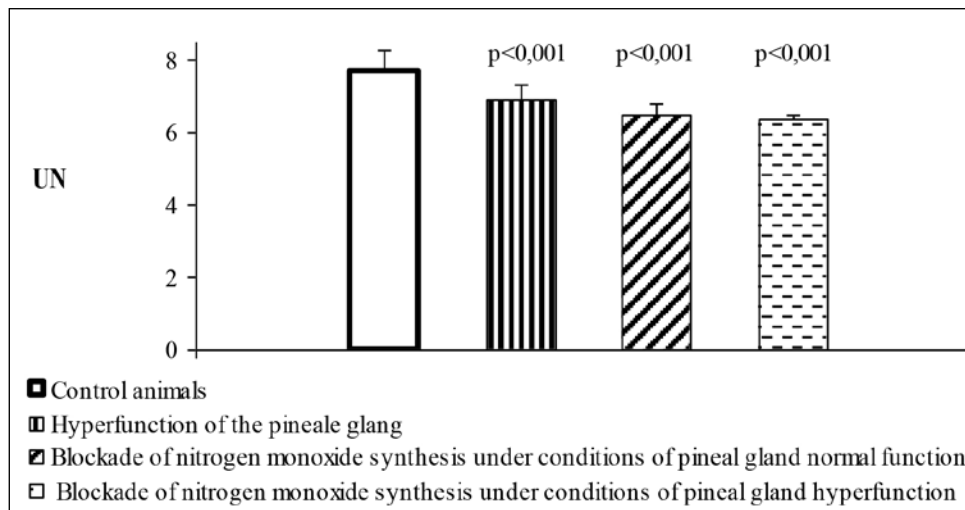 8
p<0,001
p<0,001
p<0,001
6
UN
4
2
0
Control animals
Hyperfunction of the pineale glang
Blockade of nitrogen monoxide synthesis under conditions of pineal gland normal function
Blockade of nitrogen monoxide synthesis under conditions of pineal gland hyperfunction